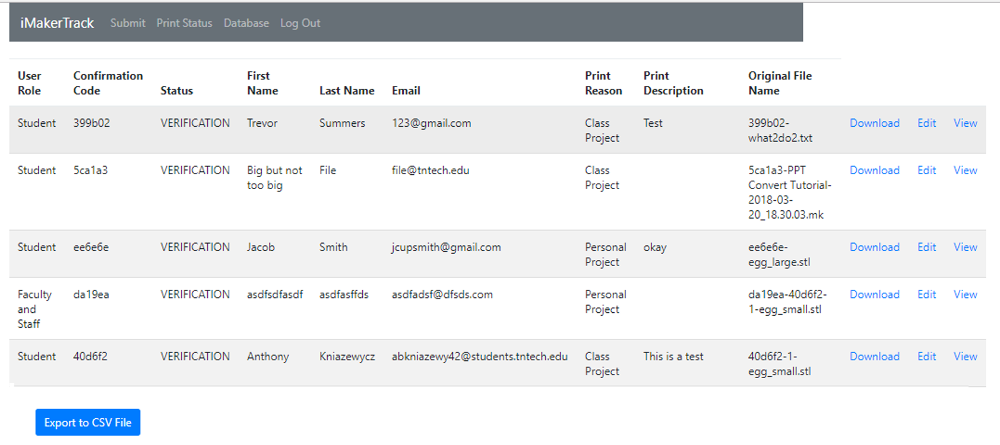 iMakerTrack Submit Print Status Database Log Out
User Role Confirmation Code Status First Name Last Name Email Print Reason Print Description Original File Name
Student 399b02 VERIFICATION Trevor Summers 123@gmail.com Class Project Test 399b02-what2do2.txt Download Edit View
Student 5ca1a3 VERIFICATION Big but not too big File file@tntech.edu Class Project 5ca1a3-PPT Convert Tutorial-2018-03-20_18.30.03.mk Download Edit View
Student ee6e6e VERIFICATION Jacob Smith jcupsmith@gmail.com Personal Project okay ee6e6e-egg_large.stl Download Edit View
Faculty and Staff da19ea VERIFICATION asdfsdfasdf asdfasffds asdfadsf@dfsds.com Personal Project da19ea-40d6f2-1-egg_small.stl Download Edit View
Student 40d6f2 VERIFICATION Anthony Kniazewycz abkniazewy42@students.tntech.edu Class Project This is a test 40d6f2-1-egg_small.stl Download Edit View
Export to CSV File